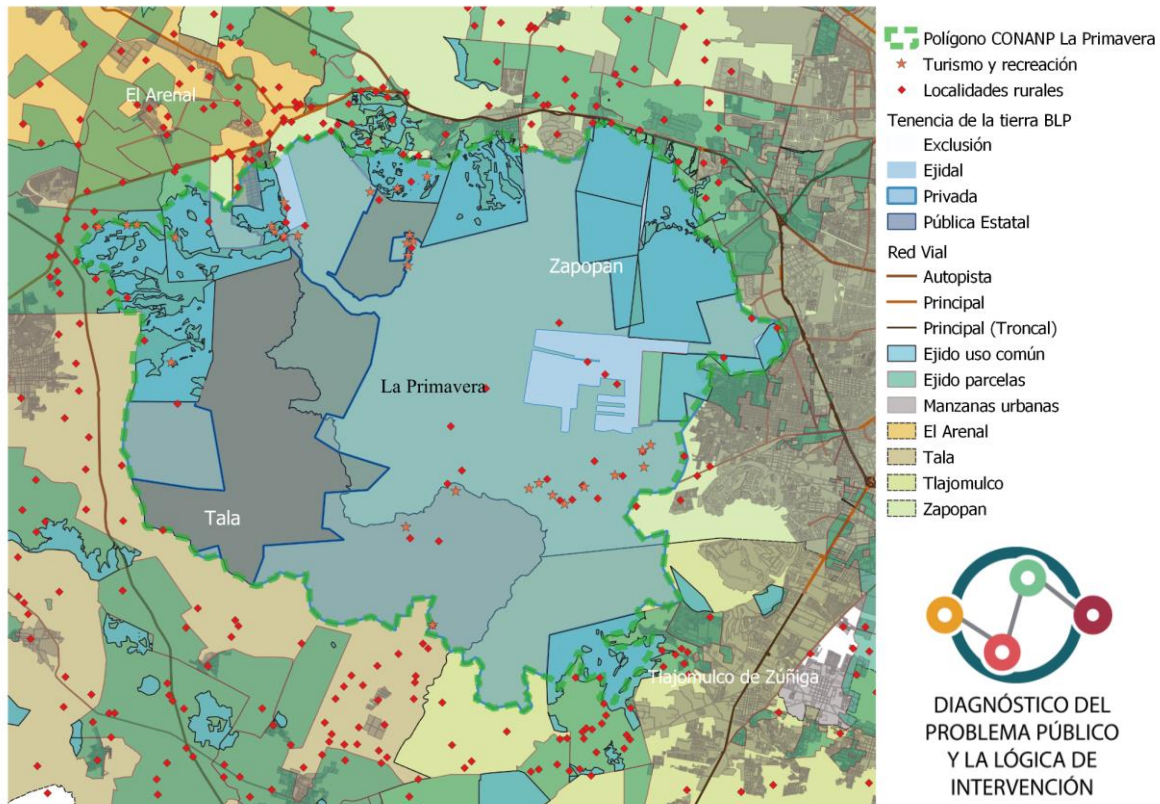 El Arenal
Zapopan
La Primavera
Tala
Tlajomulco de Zúñiga
Polígono CONANP La Primavera
Turismo y recreación
Localidades rurales
Tenencia de la tierra BLP
Exclusión
Ejidal
Privada
Pública Estatal
Red Vial
Autopista
Principal
Principal (Troncal)
Ejido uso común
Ejido parcelas
Manzanas urbanas
El Arenal
Tala
Tlajomulco
Zapopan
DIAGNÓSTICO DEL
PROBLEMA PÚBLICO
Y LA LÓGICA DE
INTERVENCIÓN